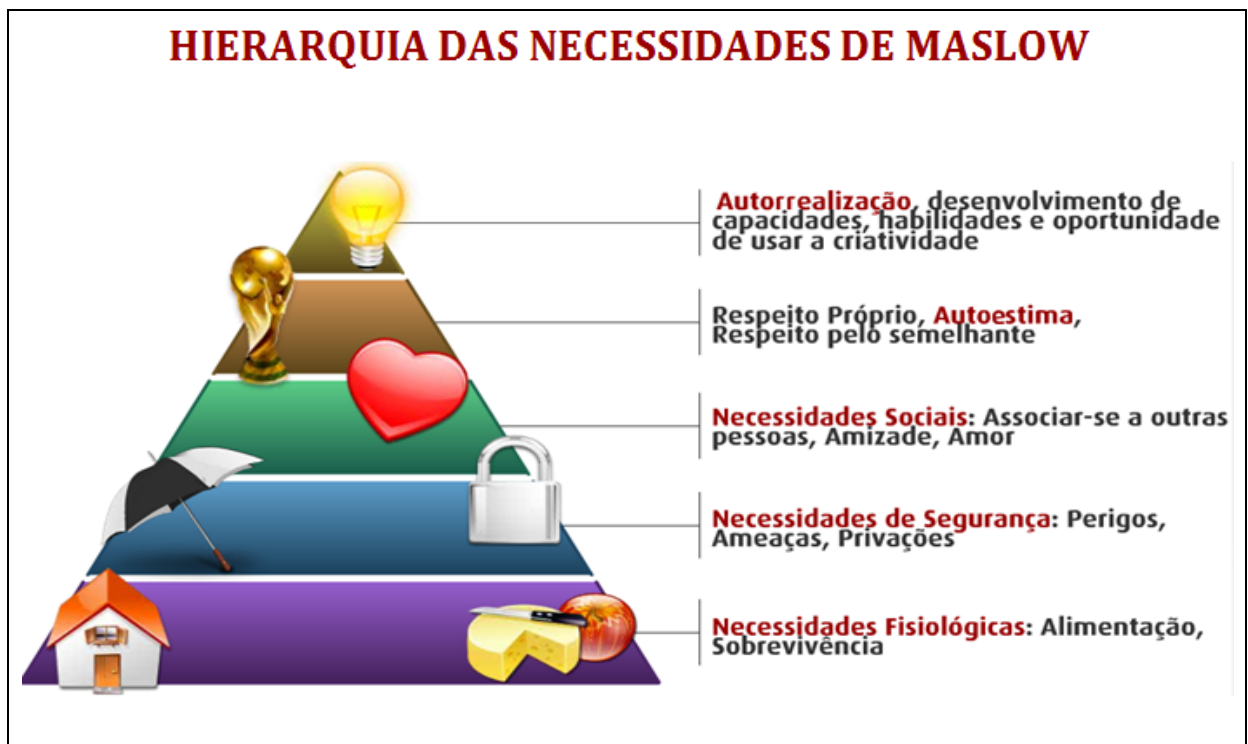 HIERARQUIA DAS NECESSIDADES DE MASLOW
Autorrealização, desenvolvimento de
capacidades, habilidades e oportunidade
de usar a criatividade
Respeito Próprio, Autoestima,
Respeito pelo semelhante
Necessidades Sociais: Associar-se a outras
pessoas, Amizade, Amor
Necessidades de Segurança: Perigos,
Ameaças, Privações
Necessidades Fisiológicas: Alimentação,
Sobrevivência